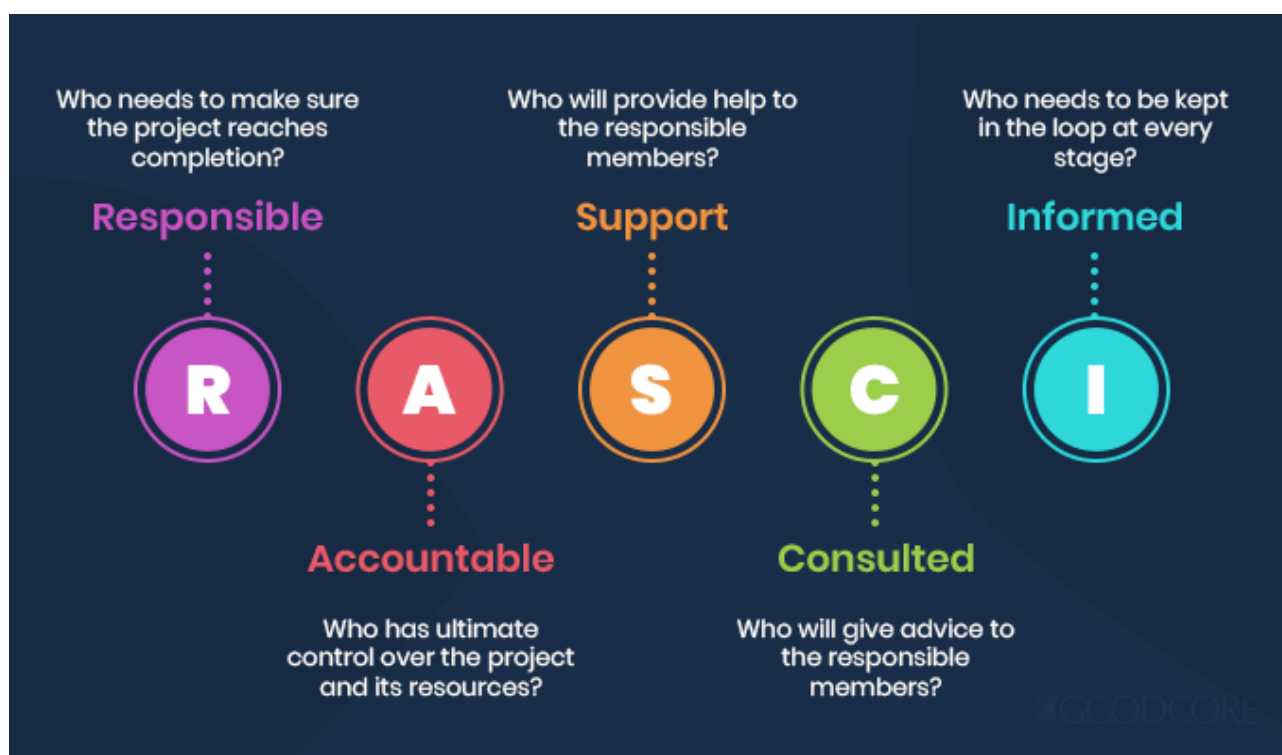 Who needs to make sure
the project reaches
completion?
Responsible
Who will provide help to
the responsible
members?
Support
Who needs to be kept
in the loop at every
stage?
Informed
R
A
S
C
I
Accountable
Who has ultimate
control over the project
and its resources?
Consulted
Who will give advice to
the responsible
members?
GOODCORE